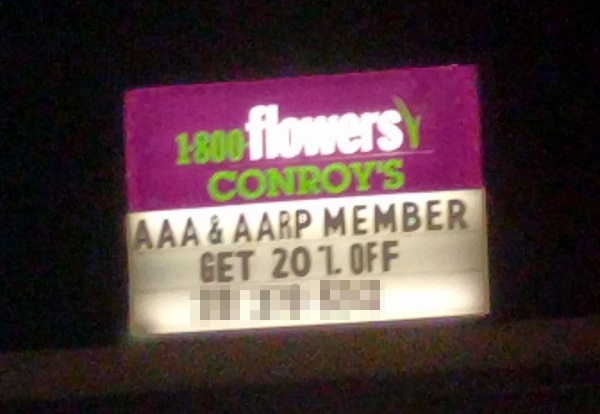 1-800-flowers
CONROY'S
AAA & AARP MEMBER
GET 20% OFF